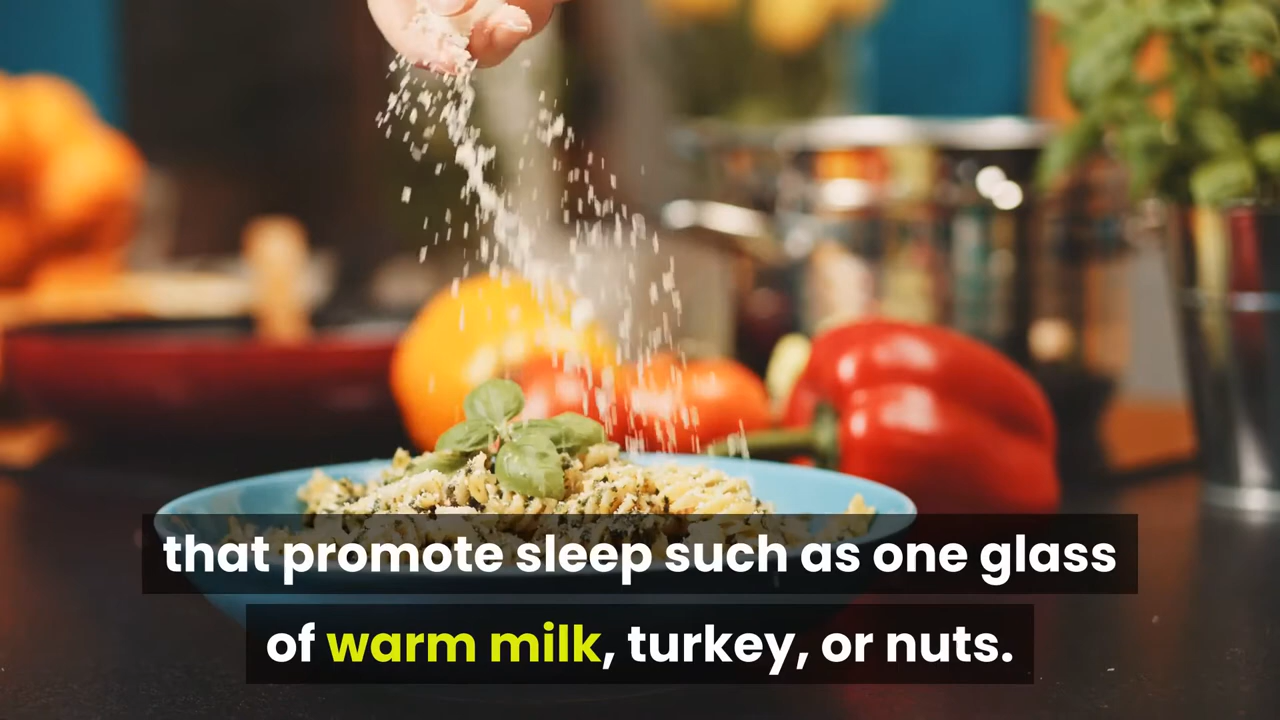 that promote sleep such as one glass
of warm milk, turkey, or nuts.